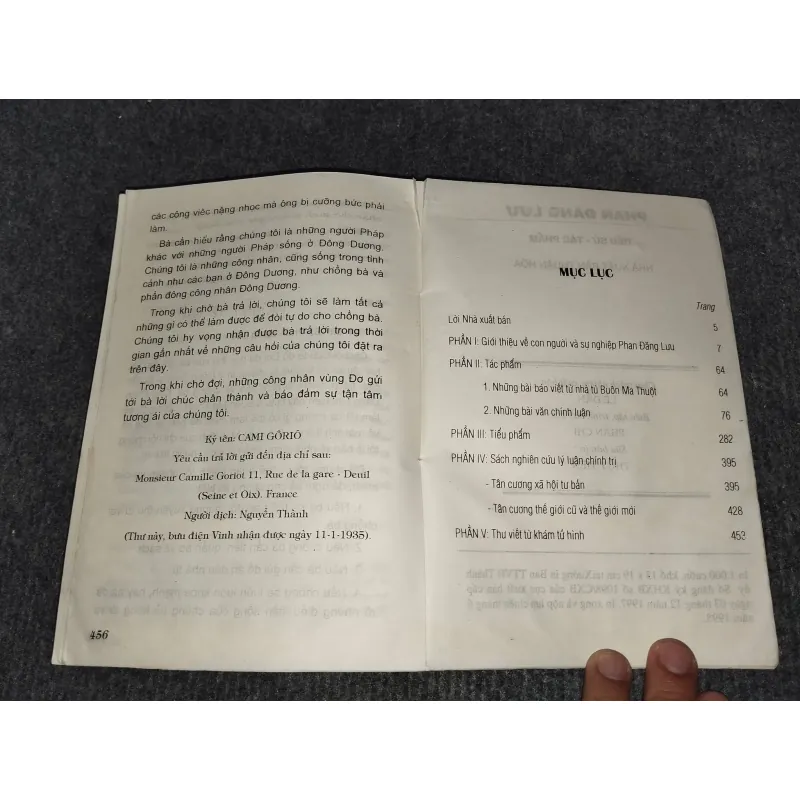 các công việc nặng nhọc mà ông bị cưỡng bức phải
làm.
Bà cần hiểu rằng chúng tôi là những người Pháp
khác với những người Pháp sống ở Đông Dương.
Chúng tôi là những công nhân, cũng sống trong tình
cảnh như các bạn ở Đông Dương, như chồng bà và
phần đông công nhân Đông Dương.
Trong khi chờ bà trả lời, chúng tôi sẽ làm tất cả
những gì có thể làm được để đòi tự do cho chồng bà.
Chúng tôi hy vọng nhận được bà trả lời trong thời
gian gần nhất về những câu hỏi của chúng tôi đặt ra
trên đây.
Trong khi chờ đợi, những công nhân vùng Dơ gửi
tới bà lời chúc chân thành và bảo đảm sự tận tâm
tương ái của chúng tôi.
Ký tên: CAMI GÔRIÔ
Yêu cầu trả lời gửi đến địa chỉ sau:
Monsieur Camille Goriot 11, Rue de la gare - Deuil
(Seine et Oix). France
Người dịch: Nguyễn Thành
(Thư này, bưu điện Vinh nhận được ngày 11-1-1935).
456
MỤC LỤC
Trang
Lời Nhà xuất bản 5
PHẦN I: Giới thiệu về con người và sự nghiệp Phan Đăng Lưu 7
PHẦN II: Tác phẩm 64
1. Những bài báo viết từ nhà tù Buôn Ma Thuột 64
2. Những bài văn chính luận 76
PHẦN III: Tiểu phẩm 282
PHẦN IV: Sách nghiên cứu lý luận chính trị 395
- Tân cương xã hội tư bản 395
- Tân cương thế giới cũ và thế giới mới 428
PHẦN V: Thư viết từ khám tử hình 453